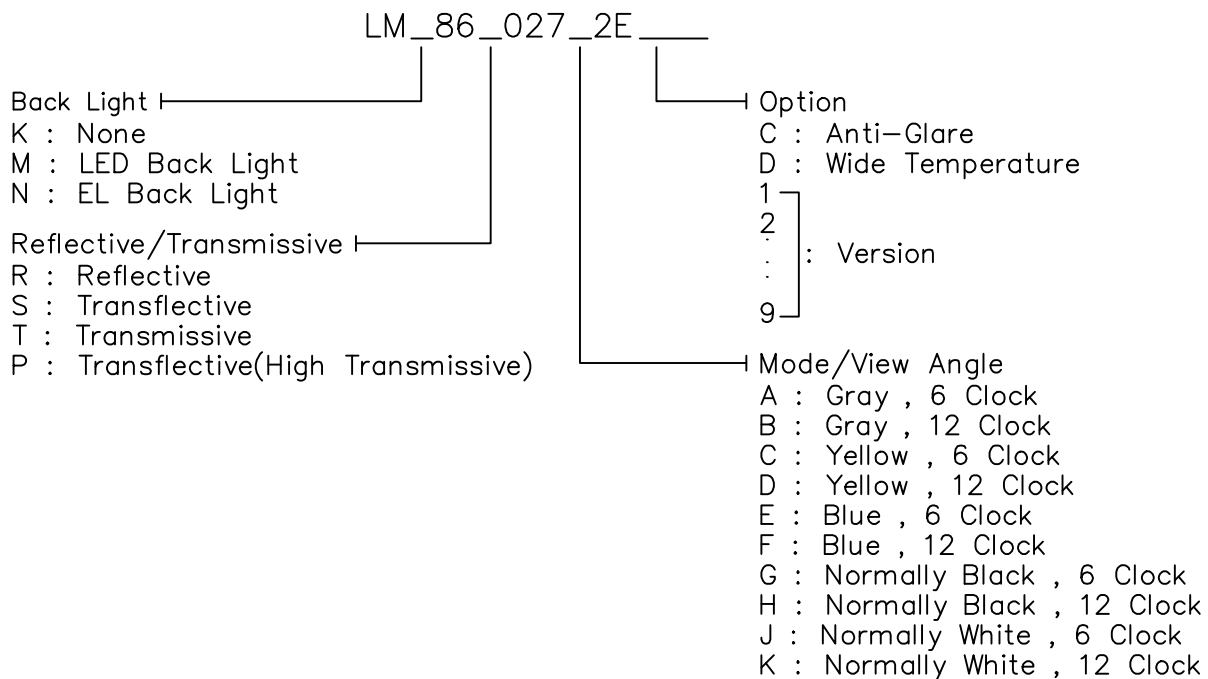 LM_86_027_2E____
Back Light
K : None
M : LED Back Light
N : EL Back Light
Reflective/Transmissive
R : Reflective
S : Transflective
T : Transmissive
P : Transflective(High Transmissive)
Option
C : Anti-Glare
D : Wide Temperature
1
2
.
.
.
: Version
9
Mode/View Angle
A : Gray , 6 Clock
B : Gray , 12 Clock
C : Yellow , 6 Clock
D : Yellow , 12 Clock
E : Blue , 6 Clock
F : Blue , 12 Clock
G : Normally Black , 6 Clock
H : Normally Black , 12 Clock
J : Normally White , 6 Clock
K : Normally White , 12 Clock